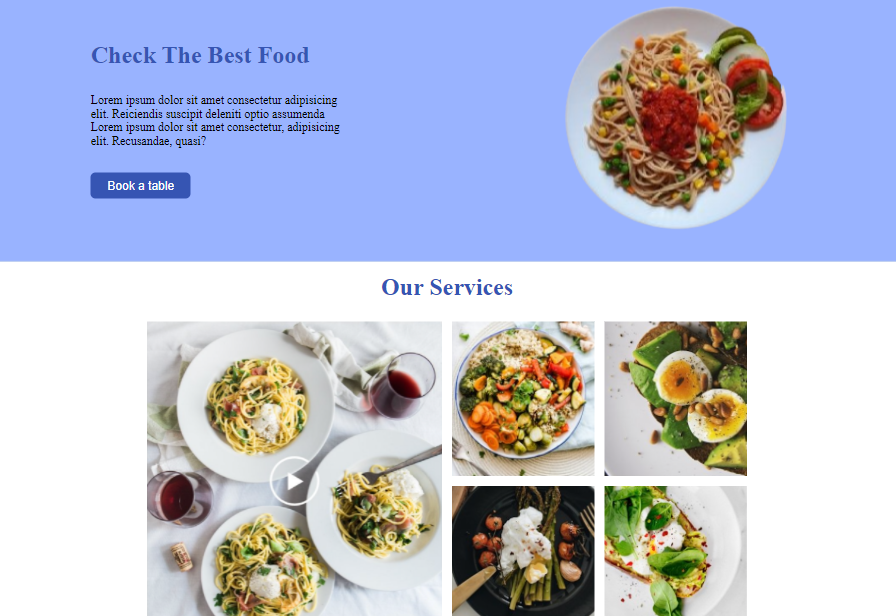 Check The Best Food
Lorem ipsum dolor sit amet consectetur adipisicing
elit. Reiciendis suscipit deleniti optio assumenda
Lorem ipsum dolor sit amet consectetur, adipisicing
elit. Recusandae, quasi?
Book a table
Our Services